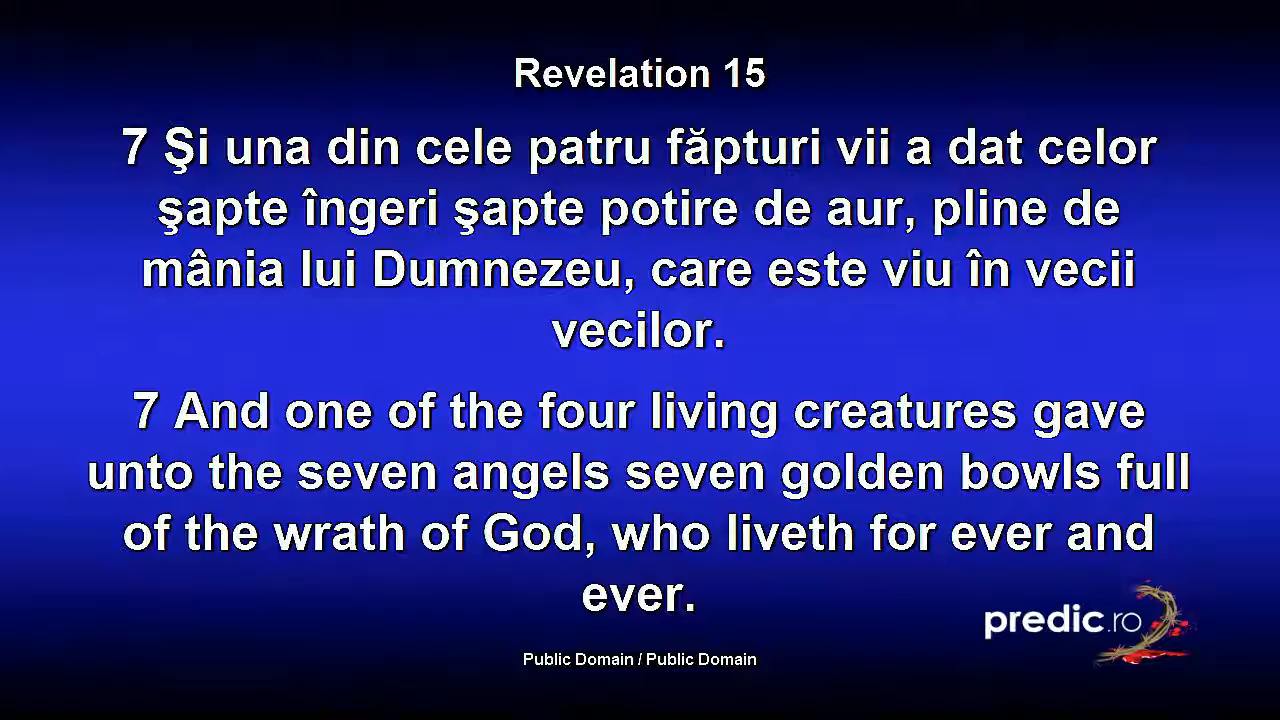 Revelation 15
7 Şi una din cele patru făpturi vii a dat celor
şapte îngeri şapte potire de aur, pline de
mânia lui Dumnezeu, care este viu în vecii
vecilor.
7 And one of the four living creatures gave
unto the seven angels seven golden bowls full
of the wrath of God, who liveth for ever and
ever.
predic.ro
Public Domain / Public Domain